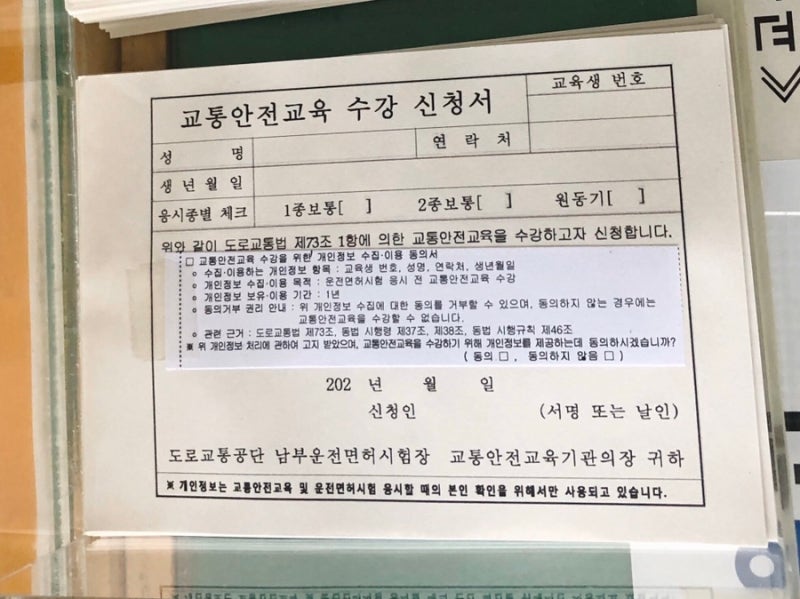 교통안전교육 수강 신청서
교육생 번호
성 명
연 락 처
생 년 월 일
응시종별 체크 1종보통[ ] 2종보통[ ] 원동기[ ]
위와 같이 도로교통법 제73조 1항에 의한 교통안전교육을 수강하고자 신청합니다.
□ 교통안전교육 수강을 위한 개인정보 수집·이용 동의서
○ 수집·이용하는 개인정보 항목 : 교육생 번호, 성명, 연락처, 생년월일
○ 개인정보 수집·이용 목적 : 운전면허시험 응시 전 교통안전교육 수강
○ 개인정보 보유·이용 기간 : 1년
○ 동의거부 권리 안내 : 위 개인정보 수집에 대한 동의를 거부할 수 있으며, 동의하지 않는 경우에는
교통안전교육을 수강할 수 없습니다.
○ 관련 근거 : 도로교통법 제73조, 동법 시행령 제37조, 제38조, 동법 시행규칙 제46조
※ 위 개인정보 처리에 관하여 고지 받았으며, 교통안전교육을 수강하기 위해 개인정보를 제공하는데 동의하시겠습니까?
( 동의 □ , 동의하지 않음 □ )
202 년 월 일
신청인 (서명 또는 날인)
도로교통공단 남부운전면허시험장 교통안전교육기관의장 귀하
※ 개인정보는 교통안전교육 및 운전면허시험 응시할 때의 본인 확인을 위해서만 사용되고 있습니다.